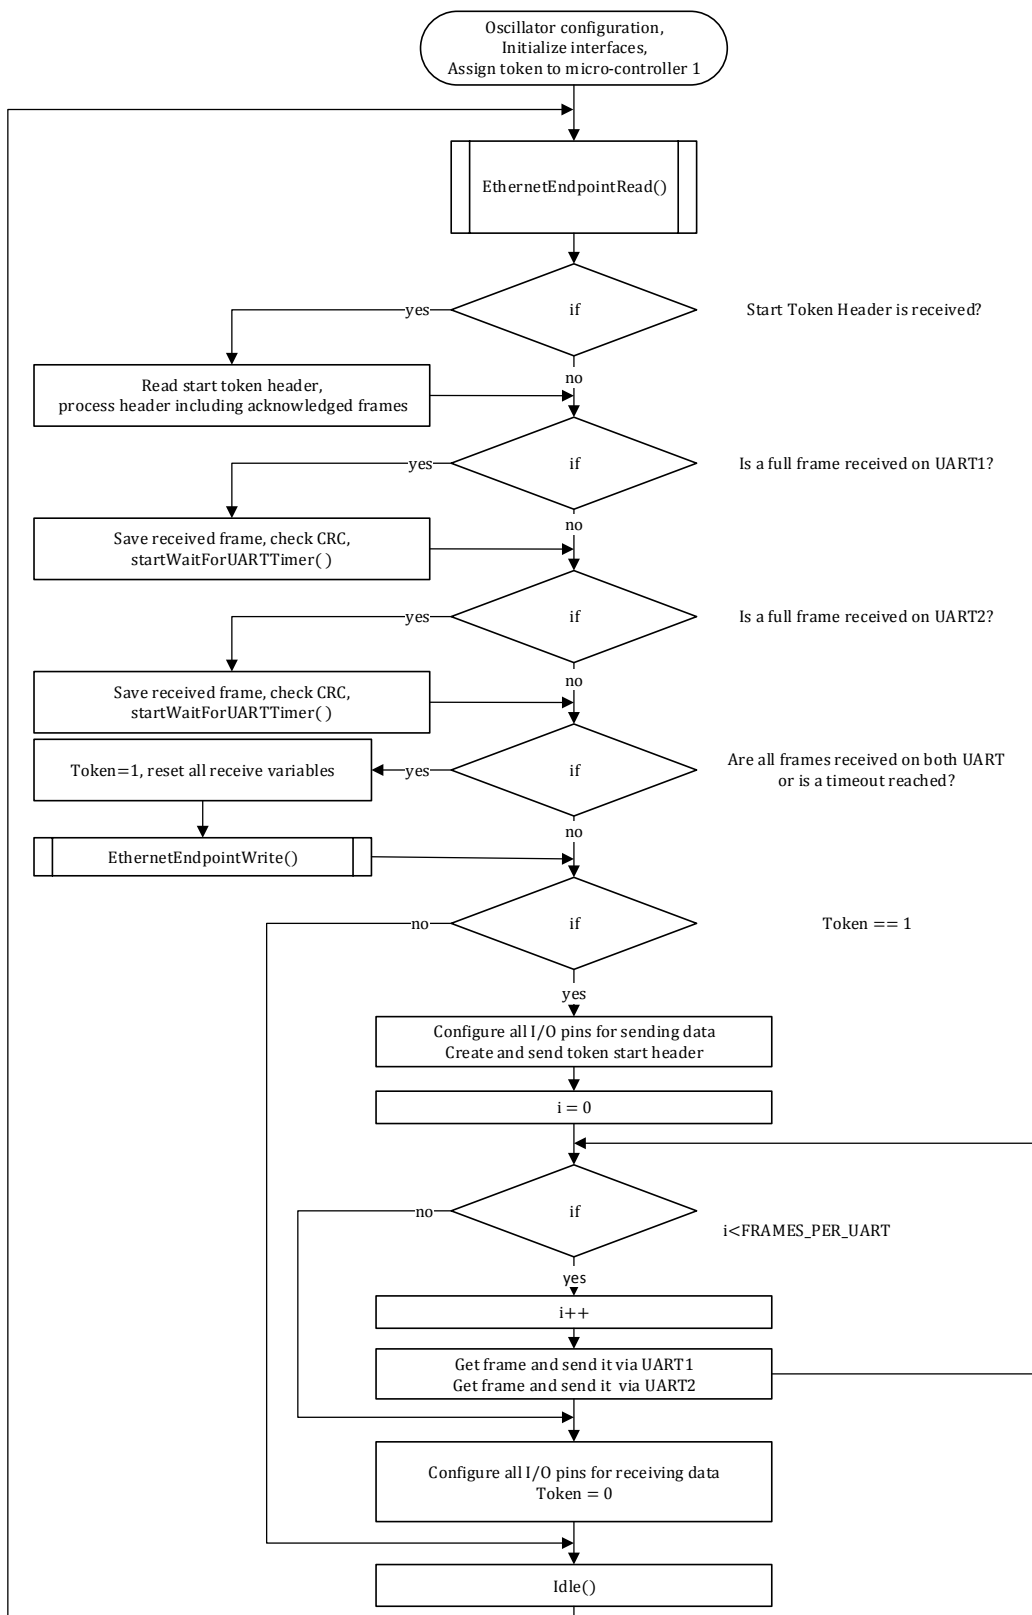 Oscillator configuration,
Initialize interfaces,
Assign token to micro-controller 1
EthernetEndpointRead()
if
Start Token Header is received?
yes
no
Read start token header,
process header including acknowledged frames
if
Is a full frame received on UART1?
yes
no
Save received frame, check CRC,
startWaitForUARTTimer( )
if
Is a full frame received on UART2?
yes
no
Save received frame, check CRC,
startWaitForUARTTimer( )
Token=1, reset all receive variables
yes
if
Are all frames received on both UART
or is a timeout reached?
no
EthernetEndpointWrite()
no
if
Token == 1
yes
Configure all I/O pins for sending data
Create and send token start header
i = 0
no
if
i<FRAMES_PER_UART
yes
i++
Get frame and send it via UART1
Get frame and send it via UART2
Configure all I/O pins for receiving data
Token = 0
Idle()